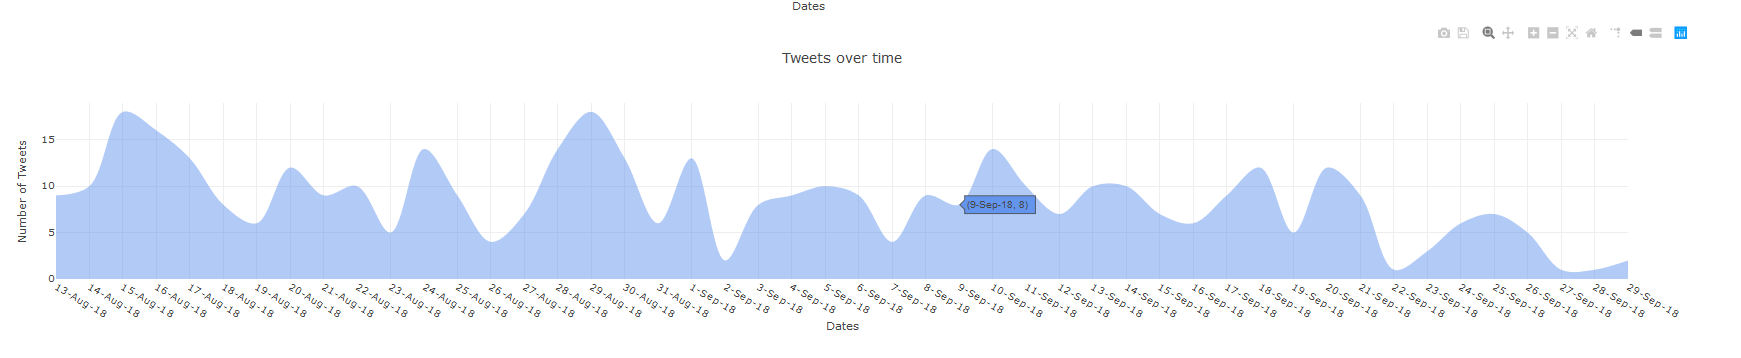 Dates
Tweets over time
Number of Tweets
15
10
5
0
(9-Sep-18, 8)
13-Aug-18
14-Aug-18
15-Aug-18
16-Aug-18
17-Aug-18
18-Aug-18
19-Aug-18
20-Aug-18
21-Aug-18
22-Aug-18
23-Aug-18
24-Aug-18
25-Aug-18
26-Aug-18
27-Aug-18
28-Aug-18
29-Aug-18
30-Aug-18
31-Aug-18
1-Sep-18
2-Sep-18
3-Sep-18
4-Sep-18
5-Sep-18
6-Sep-18
7-Sep-18
8-Sep-18
9-Sep-18
10-Sep-18
11-Sep-18
12-Sep-18
13-Sep-18
14-Sep-18
15-Sep-18
16-Sep-18
17-Sep-18
18-Sep-18
19-Sep-18
20-Sep-18
21-Sep-18
22-Sep-18
23-Sep-18
24-Sep-18
25-Sep-18
26-Sep-18
27-Sep-18
28-Sep-18
29-Sep-18
Dates